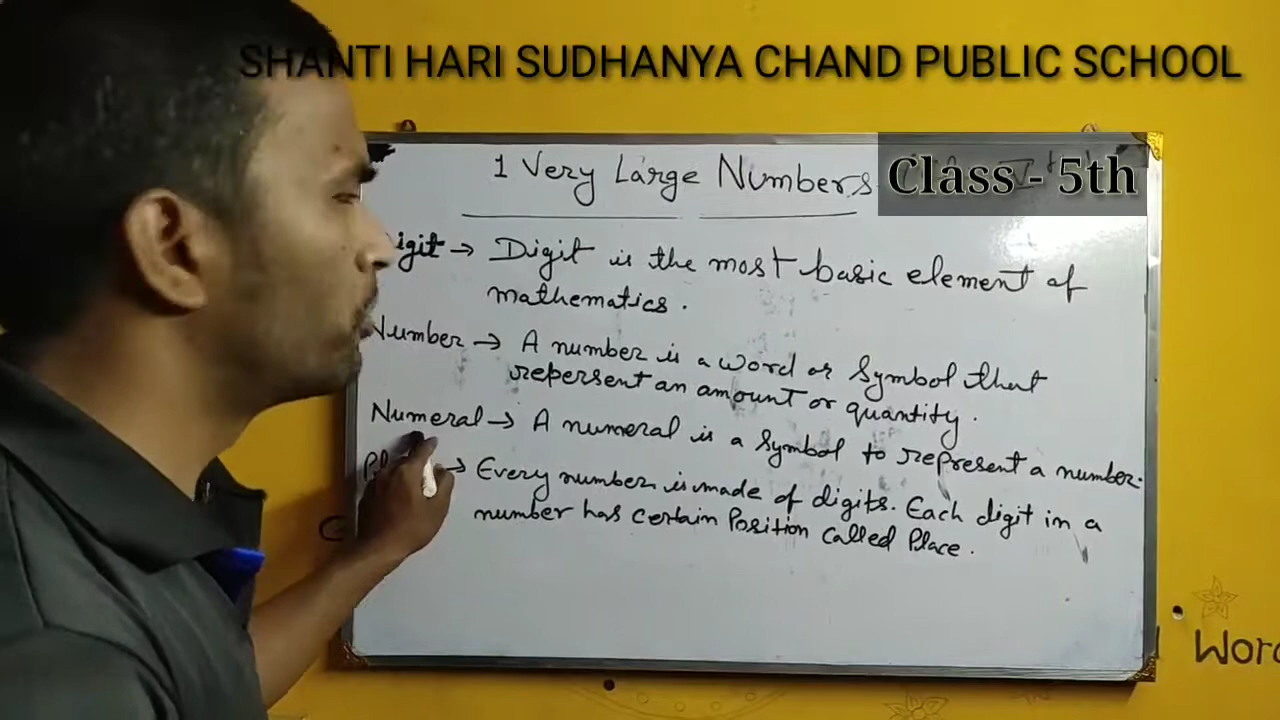 SHANTI HARI SUDHANYA CHAND PUBLIC SCHOOL
1 Very Large Numbers
Class - 5th
igit → Digit is the most basic element of
mathematics.
Number → A number is a word or Symbol that
repersent an amount or quantity.
Numeral → A numeral is a Symbol to represent a number.
→ Every number is made of digits. Each digit in a
number has certain Position called Place.
Word